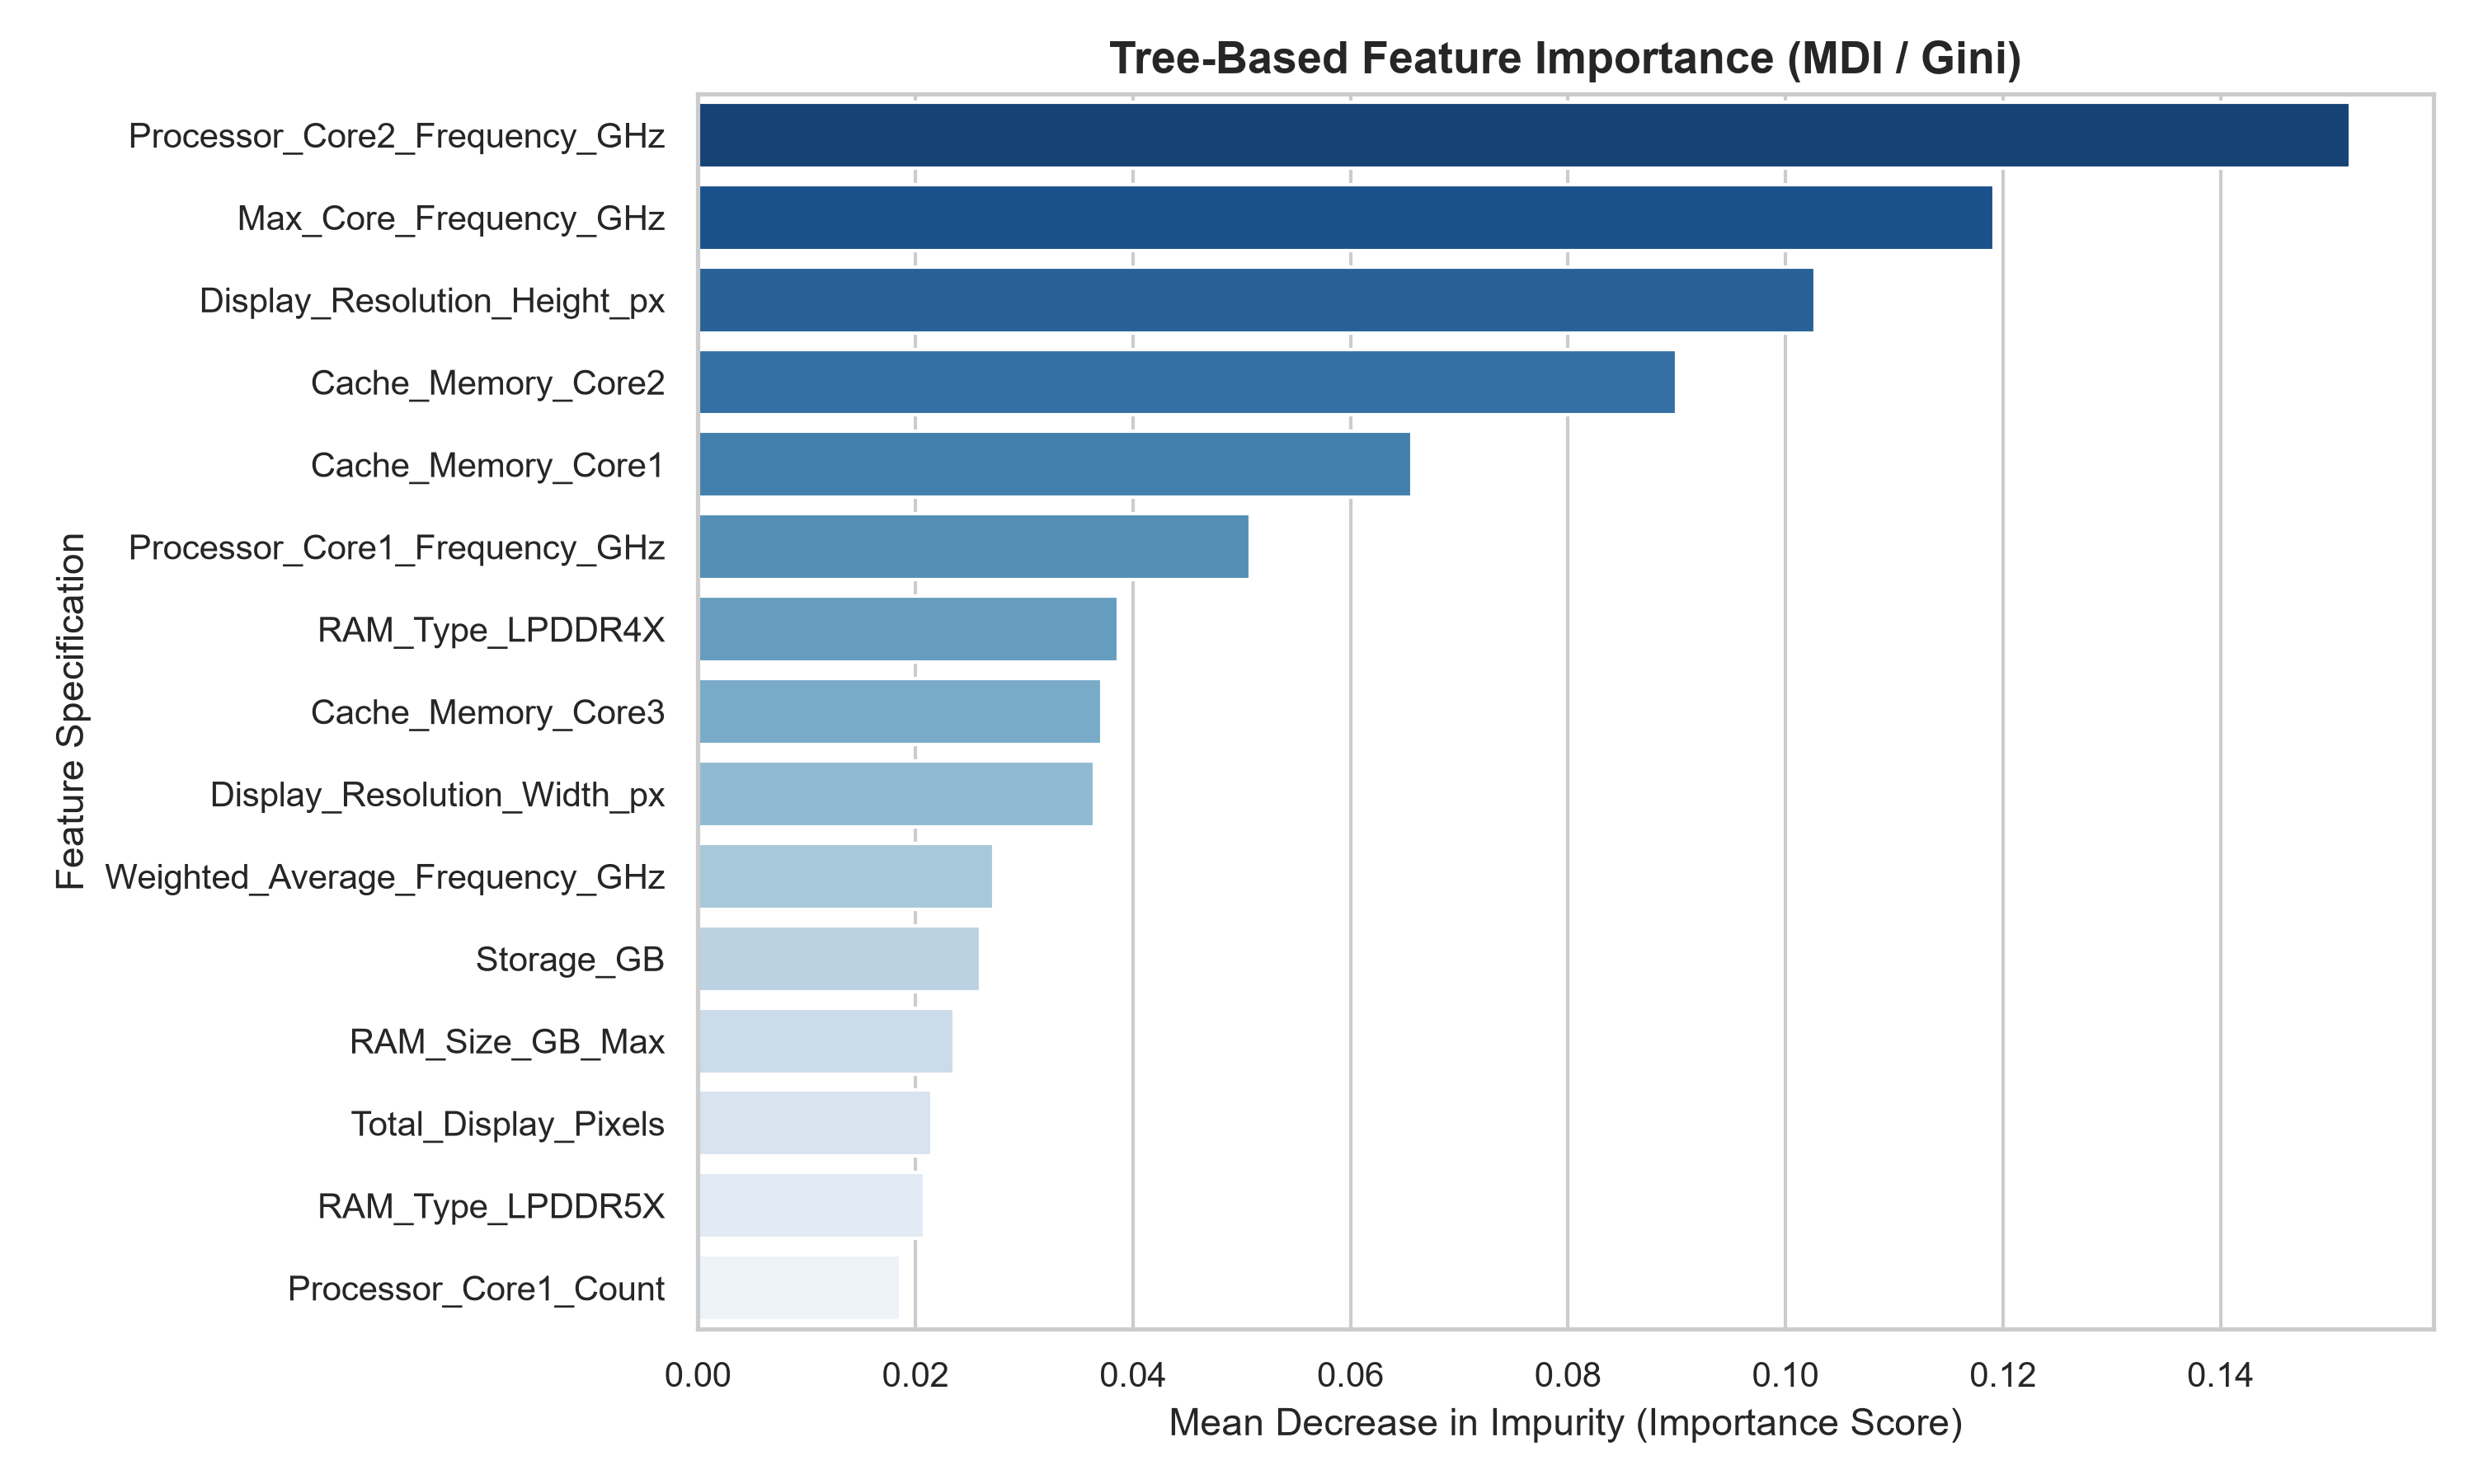 Tree-Based Feature Importance (MDI / Gini)
Processor_Core2_Frequency_GHz
Max_Core_Frequency_GHz
Display_Resolution_Height_px
Cache_Memory_Core2
Cache_Memory_Core1
Processor_Core1_Frequency_GHz
RAM_Type_LPDDR4X
Cache_Memory_Core3
Display_Resolution_Width_px
Weighted_Average_Frequency_GHz
Storage_GB
RAM_Size_GB_Max
Total_Display_Pixels
RAM_Type_LPDDR5X
Processor_Core1_Count
Feature Specification
0.00 0.02 0.04 0.06 0.08 0.10 0.12 0.14
Mean Decrease in Impurity (Importance Score)